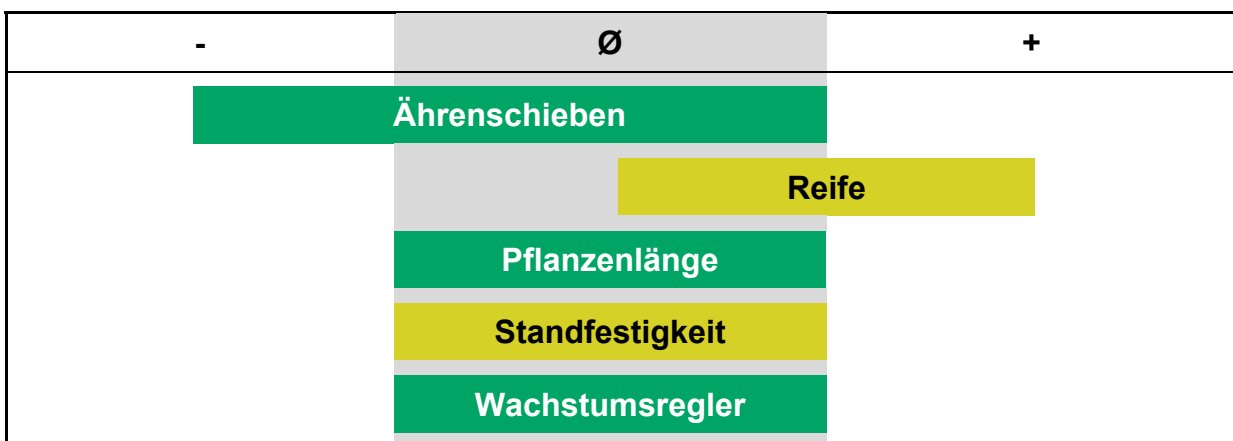 - Ø +
Ährenschieben
Reife
Pflanzenlänge
Standfestigkeit
Wachstumsregler